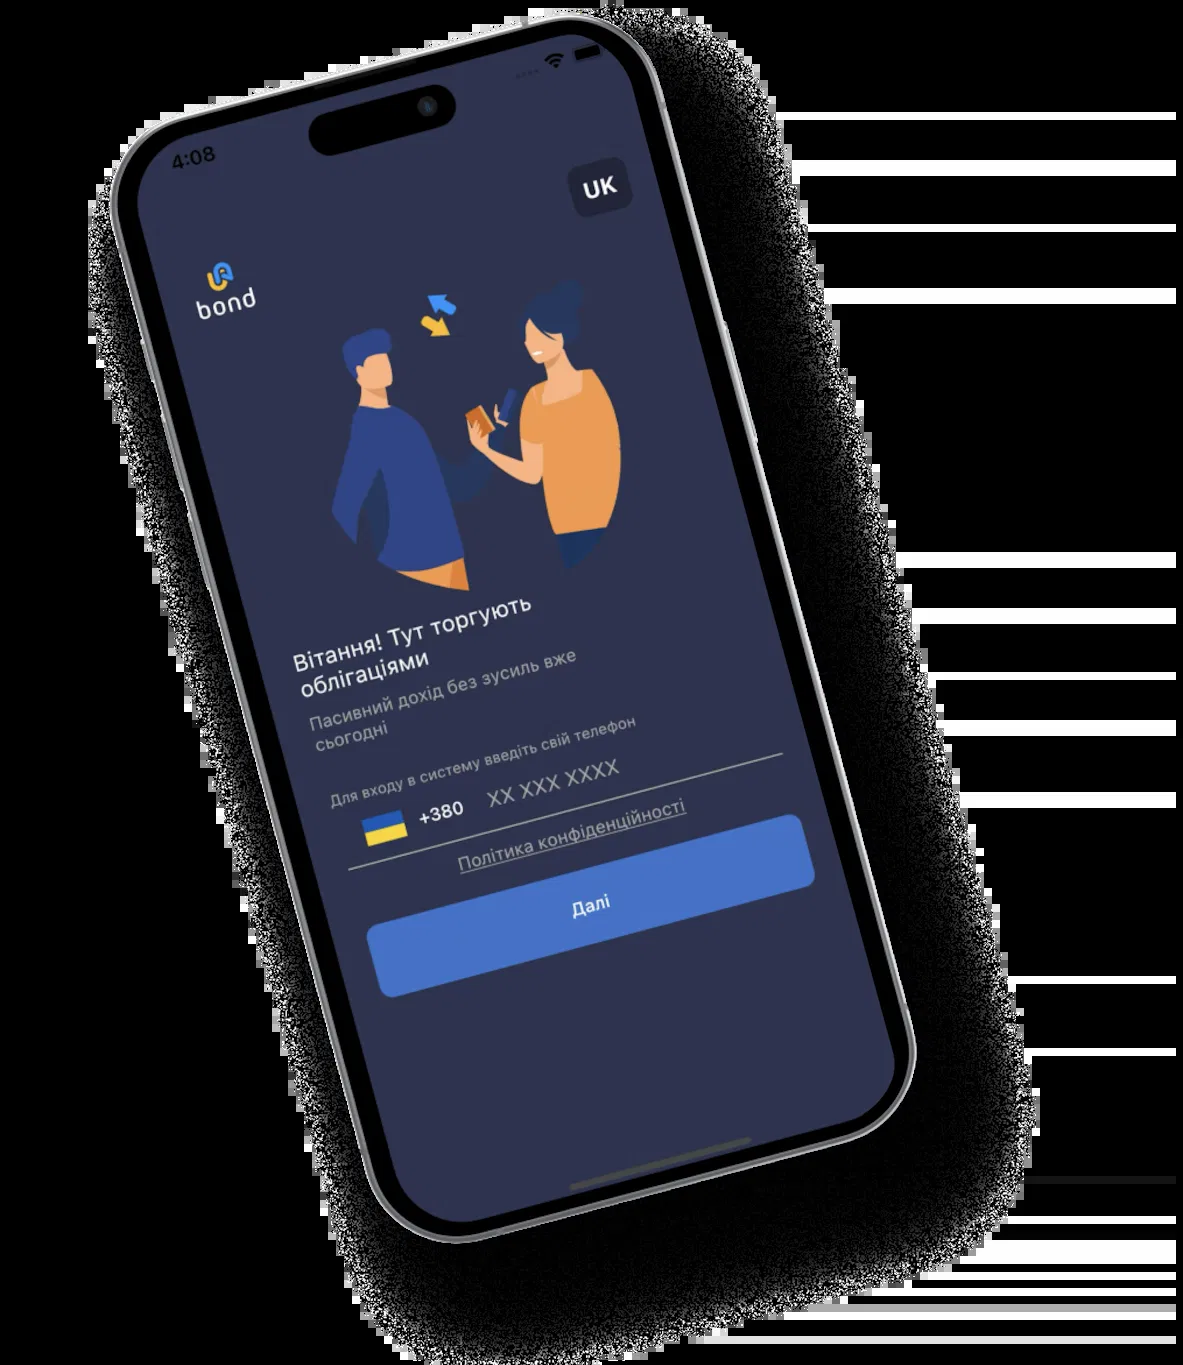 4:08
UK
bond
Вітання! Тут торгують
облігаціями
Пасивний дохід без зусиль вже
сьогодні
Для входу в систему введіть свій телефон
+380 XX XXX XXXX
Політика конфіденційності
Далі